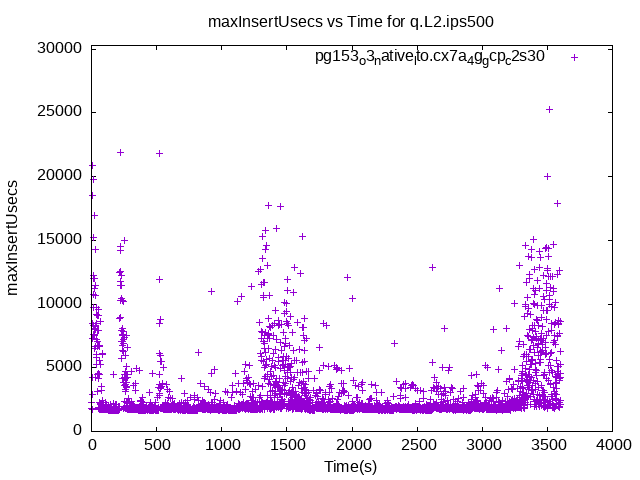 maxInsertUsecs vs Time for q.L2.ips500
pg153_o3_native_lto.cx7a_4g_gcp_c2s30
30000
25000
20000
15000
10000
5000
0
maxInsertUsecs
0 500 1000 1500 2000 2500 3000 3500 4000
Time(s)